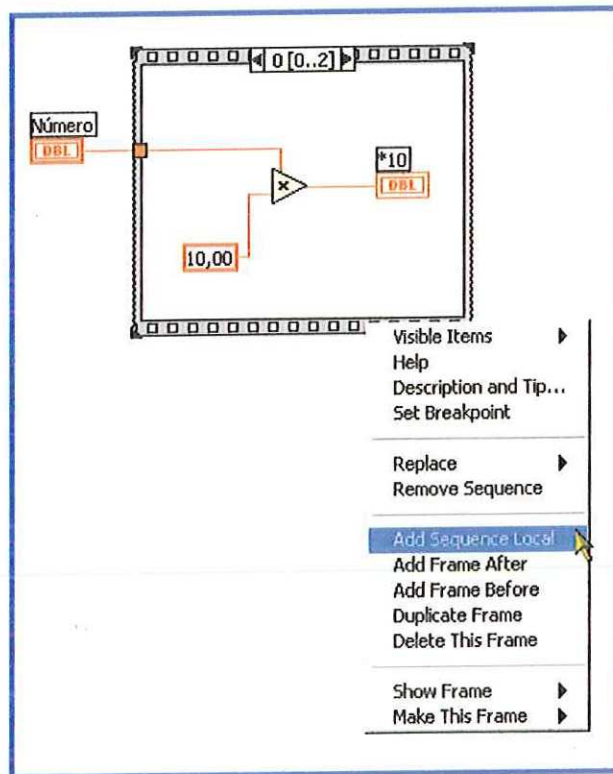 0 [0..2]
Número
DBL
*10
DBL
×
10,00
Visible Items
Help
Description and Tip...
Set Breakpoint
Replace
Remove Sequence
Add Sequence Local
Add Frame After
Add Frame Before
Duplicate Frame
Delete This Frame
Show Frame
Make This Frame